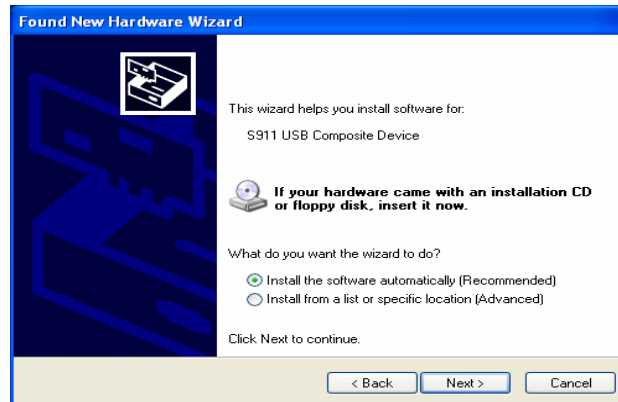 Found New Hardware Wizard
This wizard helps you install software for:
S911 USB Composite Device
If your hardware came with an installation CD
or floppy disk, insert it now.
What do you want the wizard to do?
Install the software automatically (Recommended)
Install from a list or specific location (Advanced)
Click Next to continue.
< Back
Next >
Cancel